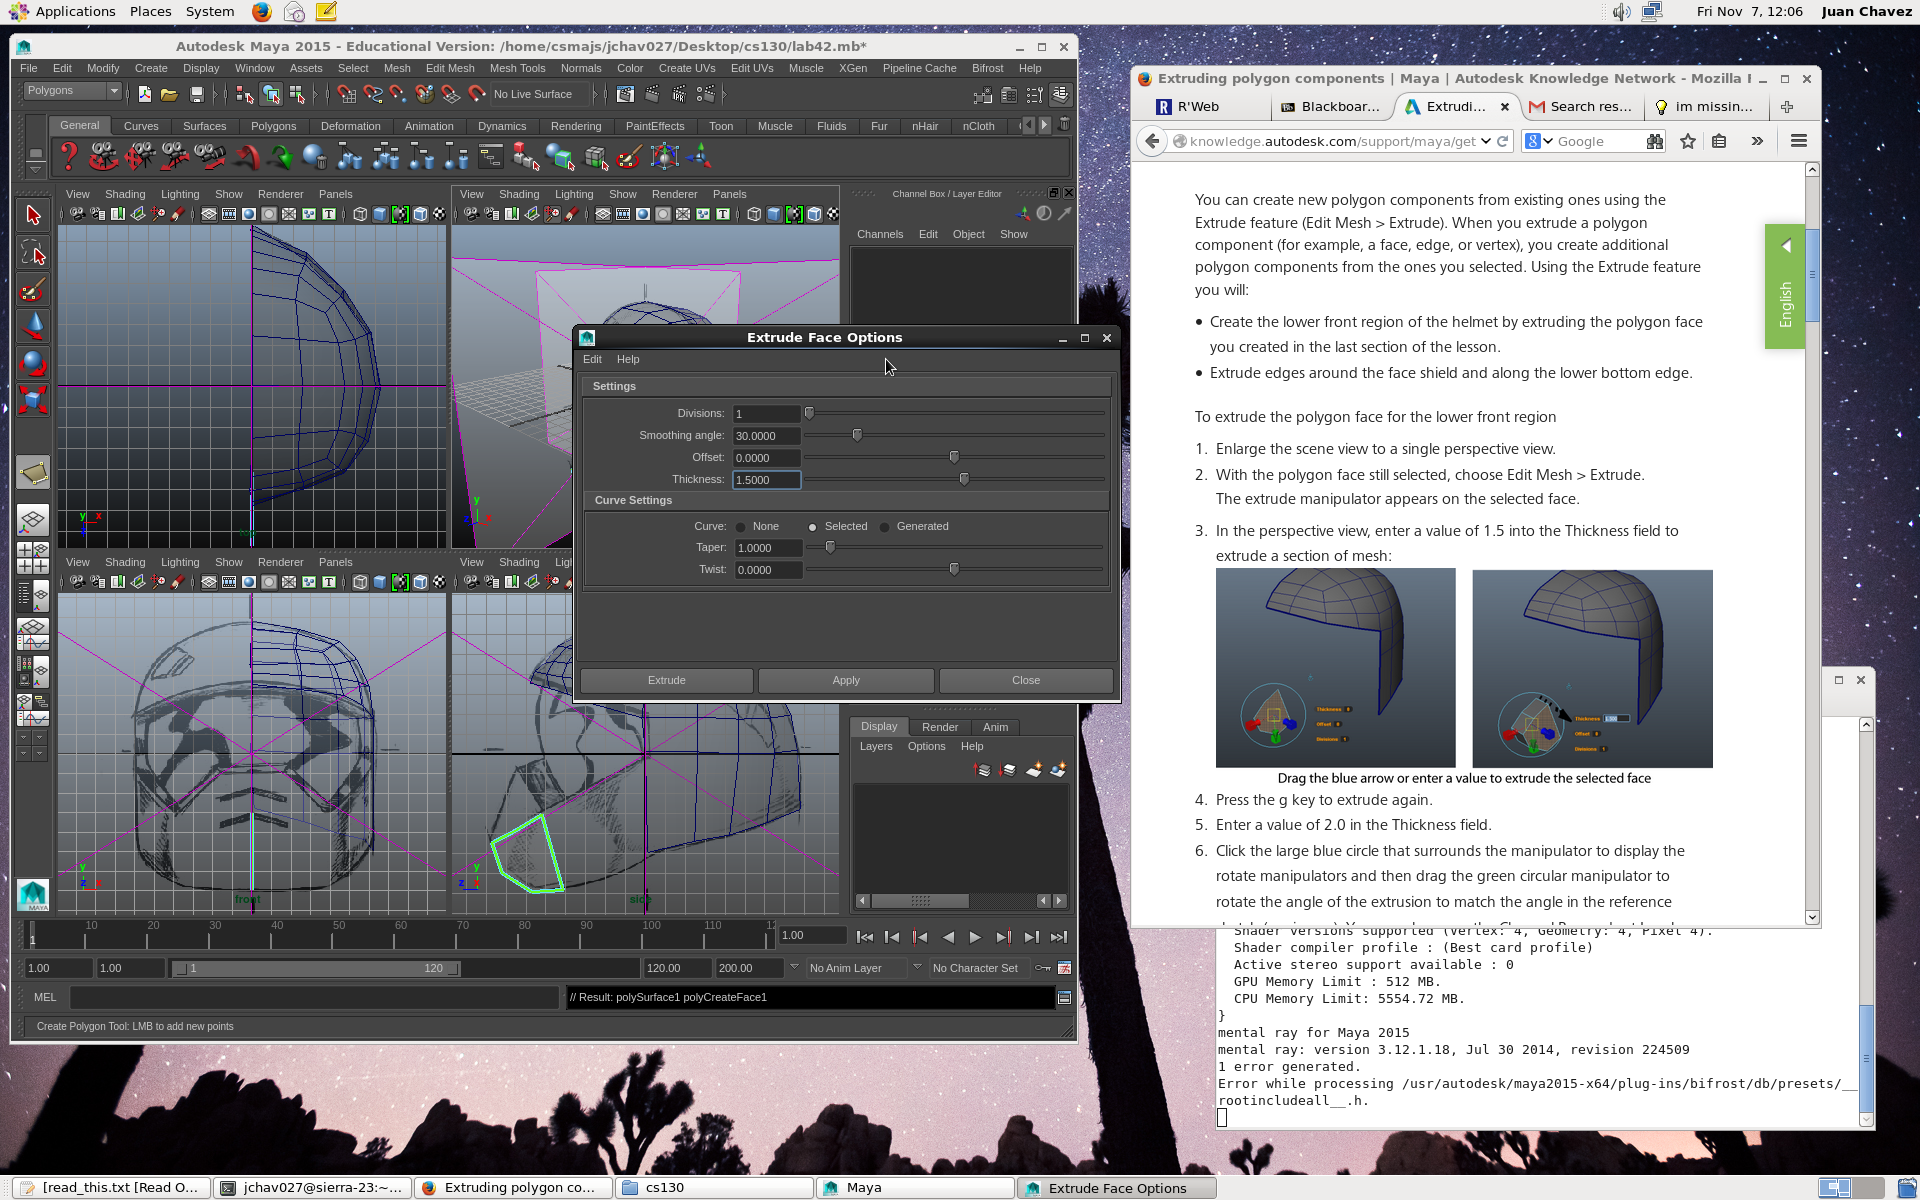 Applications Places System
Fri Nov 7, 12:06 Juan Chavez
Autodesk Maya 2015 - Educational Version: /home/csmajs/jchav027/Desktop/cs130/lab42.mb*
File Edit Modify Create Display Window Assets Select Mesh Edit Mesh Mesh Tools Normals Color Create UVs Edit UVs Muscle XGen Pipeline Cache Bifrost Help
Polygons
No Live Surface
General Curves Surfaces Polygons Deformation Animation Dynamics Rendering PaintEffects Toon Muscle Fluids Fur nHair nCloth
View Shading Lighting Show Renderer Panels
View Shading Lighting Show Renderer Panels
Channel Box / Layer Editor
Channels Edit Object Show
y x
y
View Shading Lighting Show Renderer Panels
View Shading
y
z x
front
y
z x
side
Extrude Face Options
Edit Help
Settings
Divisions: 1
Smoothing angle: 30.0000
Offset: 0.0000
Thickness: 1.5000
Curve Settings
Curve: None Selected Generated
Taper: 1.0000
Twist: 0.0000
Extrude Apply Close
Display Render Anim
Layers Options Help
1 10 20 30 40 50 60 70 80 90 100 110
1.00
1.00 1.00 1 120 120.00 200.00 No Anim Layer No Character Set
MEL // Result: polySurface1 polyCreateFace1
Create Polygon Tool: LMB to add new points
MAYA
Extruding polygon components | Maya | Autodesk Knowledge Network - Mozilla
R'Web Blackboar... Extrudi... Search res... im missin...
knowledge.autodesk.com/support/maya/get
Google
You can create new polygon components from existing ones using the
Extrude feature (Edit Mesh > Extrude). When you extrude a polygon
component (for example, a face, edge, or vertex), you create additional
polygon components from the ones you selected. Using the Extrude feature
you will:
• Create the lower front region of the helmet by extruding the polygon face
you created in the last section of the lesson.
• Extrude edges around the face shield and along the lower bottom edge.
English
To extrude the polygon face for the lower front region
1. Enlarge the scene view to a single perspective view.
2. With the polygon face still selected, choose Edit Mesh > Extrude.
The extrude manipulator appears on the selected face.
3. In the perspective view, enter a value of 1.5 into the Thickness field to
extrude a section of mesh:
Thickness
Offset
Divisions
Thickness
Offset
Divisions
Drag the blue arrow or enter a value to extrude the selected face
4. Press the g key to extrude again.
5. Enter a value of 2.0 in the Thickness field.
6. Click the large blue circle that surrounds the manipulator to display the
rotate manipulators and then drag the green circular manipulator to
rotate the angle of the extrusion to match the angle in the reference
Shader versions supported (Vertex: 4, Geometry: 4, Pixel 4).
Shader compiler profile : (Best card profile)
Active stereo support available : 0
GPU Memory Limit : 512 MB.
CPU Memory Limit: 5554.72 MB.
}
mental ray for Maya 2015
mental ray: version 3.12.1.18, Jul 30 2014, revision 224509
1 error generated.
Error while processing /usr/autodesk/maya2015-x64/plug-ins/bifrost/db/presets/__
rootincludeall__.h.
[read_this.txt [Read O... jchav027@sierra-23:~... Extruding polygon co... cs130 Maya Extrude Face Options